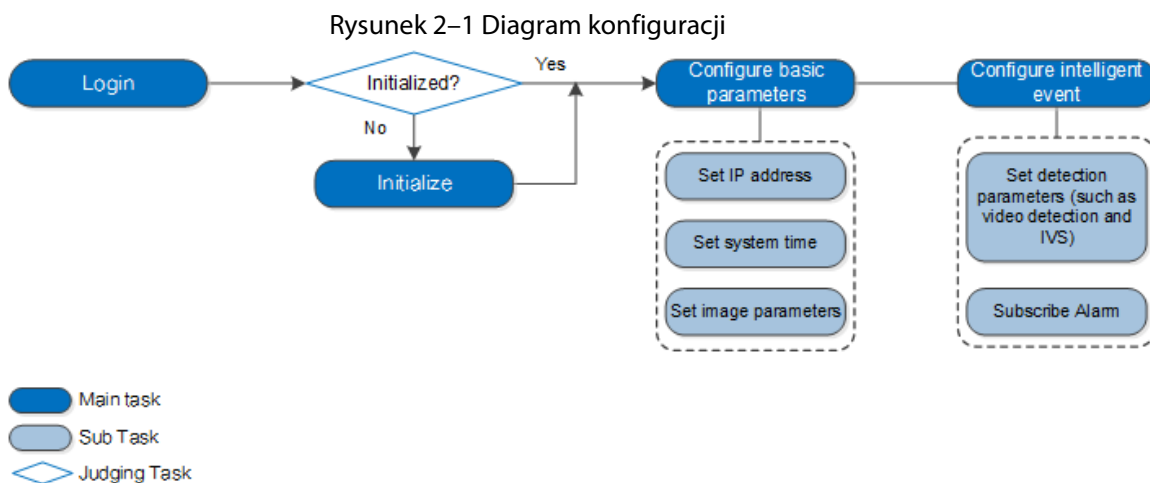 Rysunek 2–1 Diagram konfiguracji
Login
Initialized?
Yes
No
Initialize
Configure basic
parameters
Set IP address
Set system time
Set image parameters
Configure intelligent
event
Set detection
parameters (such as
video detection and
IVS)
Subscribe Alarm
Main task
Sub Task
Judging Task